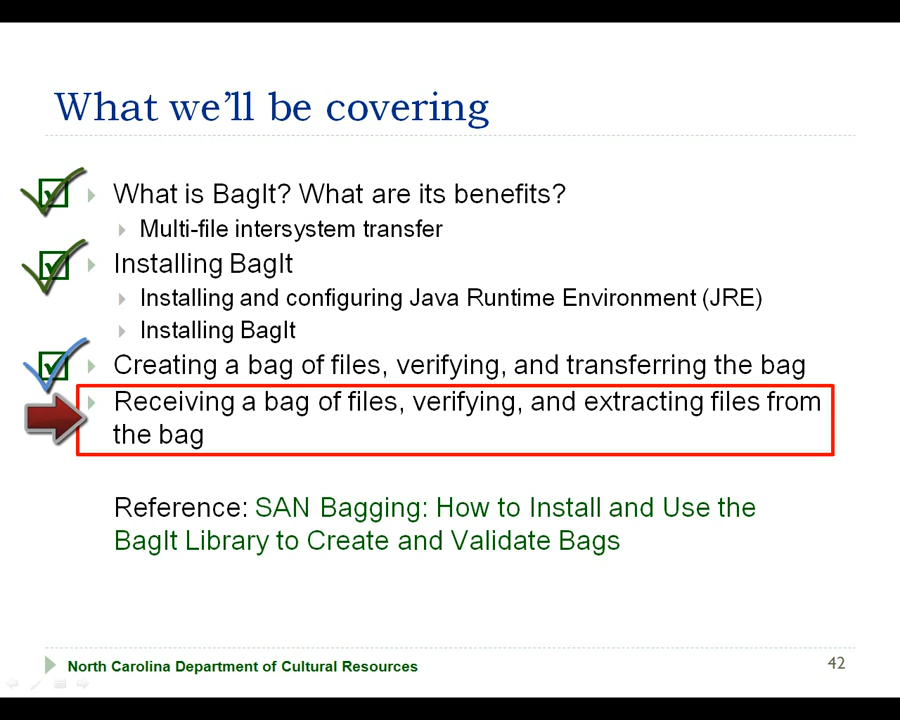 What we'll be covering
What is BagIt? What are its benefits?
Multi-file intersystem transfer
Installing BagIt
Installing and configuring Java Runtime Environment (JRE)
Installing BagIt
Creating a bag of files, verifying, and transferring the bag
Receiving a bag of files, verifying, and extracting files from
the bag
Reference: SAN Bagging: How to Install and Use the
BagIt Library to Create and Validate Bags
North Carolina Department of Cultural Resources
42